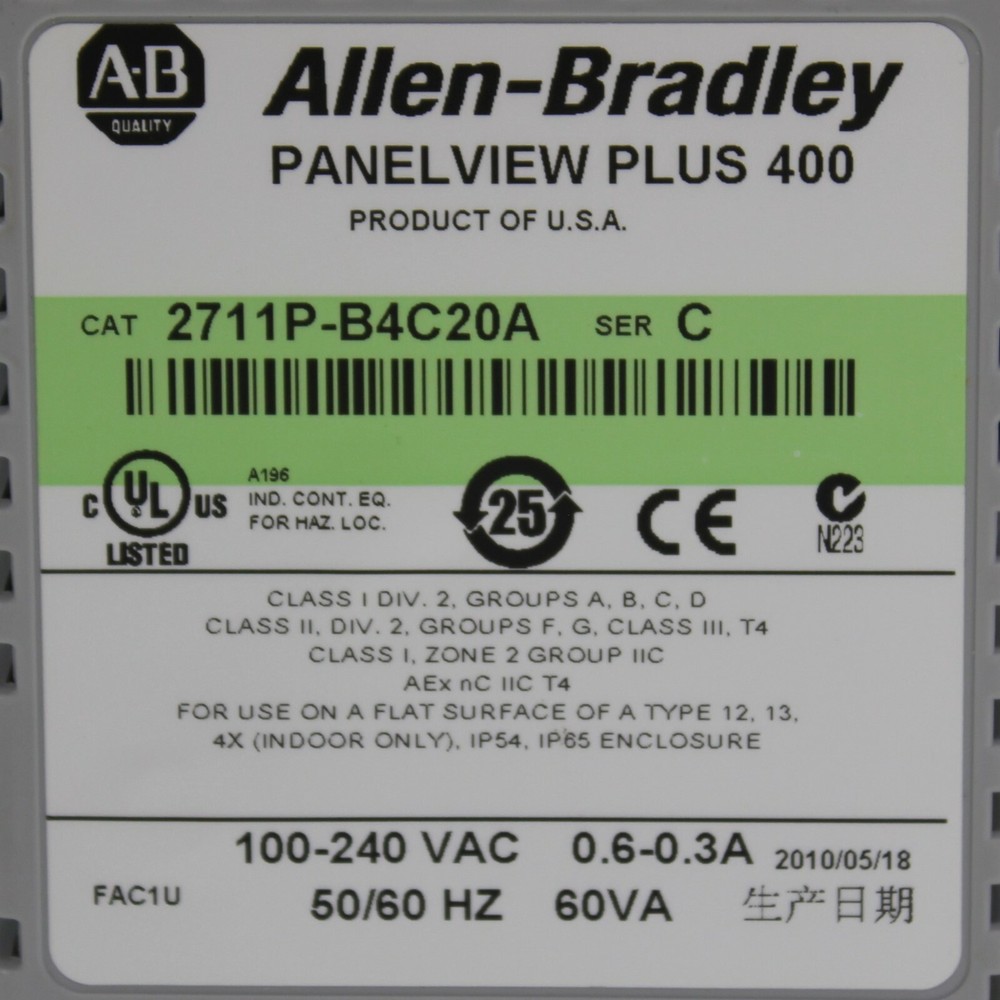 A-B
QUALITY
Allen-Bradley
PANELVIEW PLUS 400
PRODUCT OF U.S.A.
CAT 2711P-B4C20A SER C
C UL US
LISTED
A196
IND. CONT. EQ.
FOR HAZ. LOC.
25
CE
N223
CLASS I DIV. 2, GROUPS A, B, C, D
CLASS II, DIV. 2, GROUPS F, G, CLASS III, T4
CLASS I, ZONE 2 GROUP IIC
AEx nC IIC T4
FOR USE ON A FLAT SURFACE OF A TYPE 12, 13,
4X (INDOOR ONLY), IP54, IP65 ENCLOSURE
100-240 VAC 0.6-0.3A 2010/05/18
FAC1U 50/60 HZ 60VA 生产日期